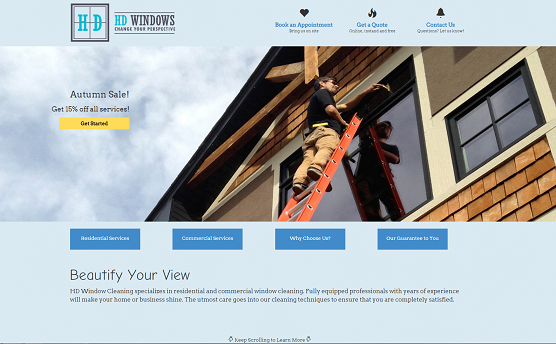 HD HD WINDOWS
CHANGE YOUR PERSPECTIVE
Book an Appointment
Bring us on site
Get a Quote
Online, instand and free
Contact Us
Questions? Let us know!
Autumn Sale!
Get 15% off all services!
Get Started
Residential Services
Commercial Services
Why Choose Us?
Our Guarantee to You
Beautify Your View
HD Window Cleaning specializes in residential and commercial window cleaning. Fully equipped professionals with years of experience
will make your home or business shine. The utmost care goes into our cleaning techniques to ensure that you are completely satisfied.
Keep Scrolling to Learn More